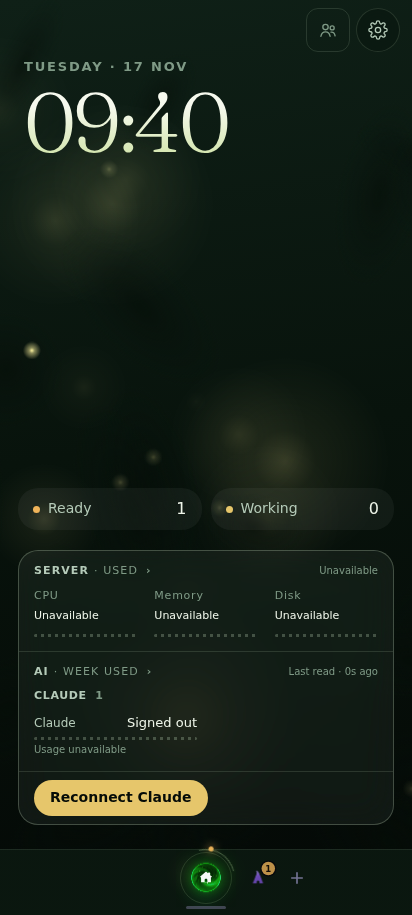 TUESDAY · 17 NOV
09:40
Ready 1
Working 0
SERVER · USED › Unavailable
CPU Memory Disk
Unavailable Unavailable Unavailable
AI · WEEK USED › Last read · 0s ago
CLAUDE 1
Claude Signed out
Usage unavailable
Reconnect Claude
1